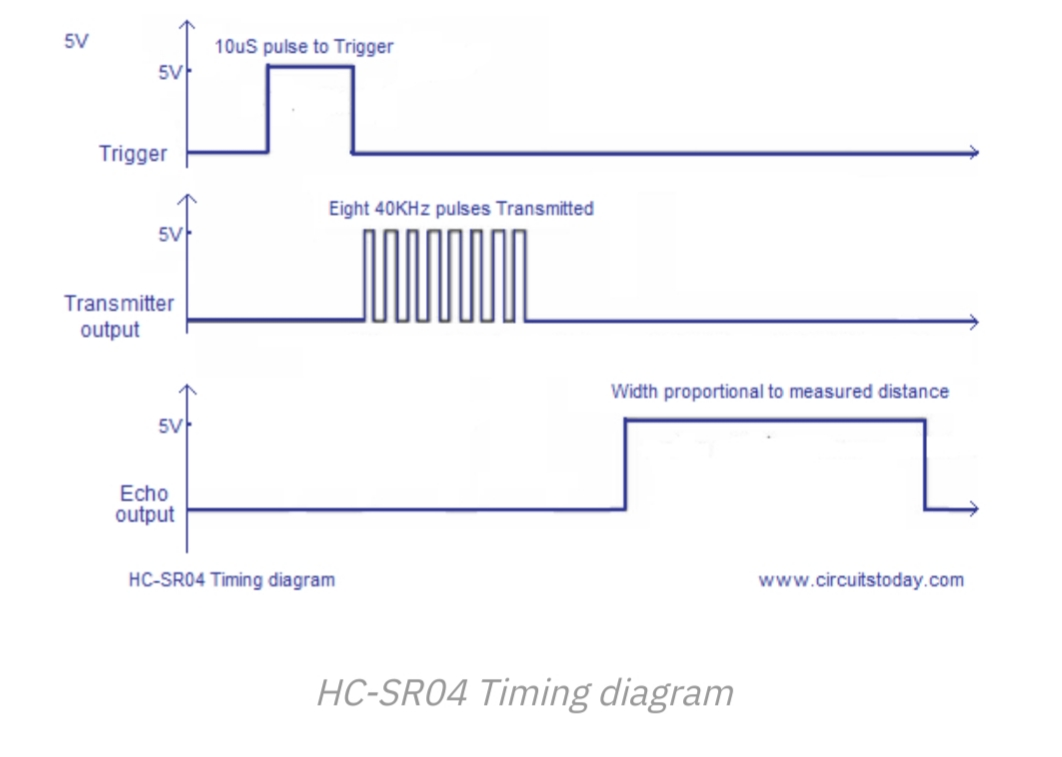 5V
10uS pulse to Trigger
5V
Trigger
Eight 40KHz pulses Transmitted
5V
Transmitter
output
Width proportional to measured distance
5V
Echo
output
HC-SR04 Timing diagram
www.circuitstoday.com
HC-SR04 Timing diagram